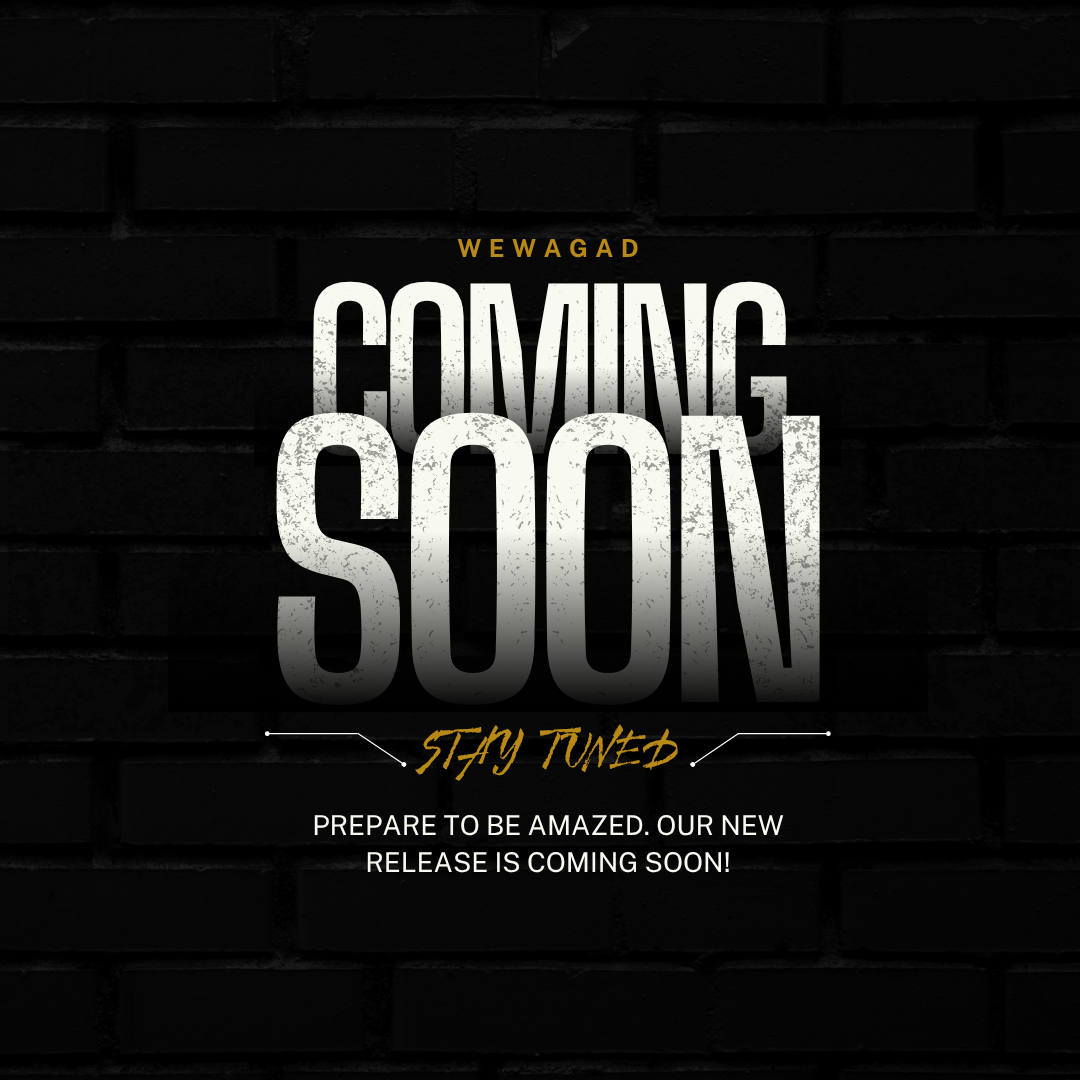 WEWAGAD
COMING
SOON
STAY TUNED
PREPARE TO BE AMAZED. OUR NEW
RELEASE IS COMING SOON!